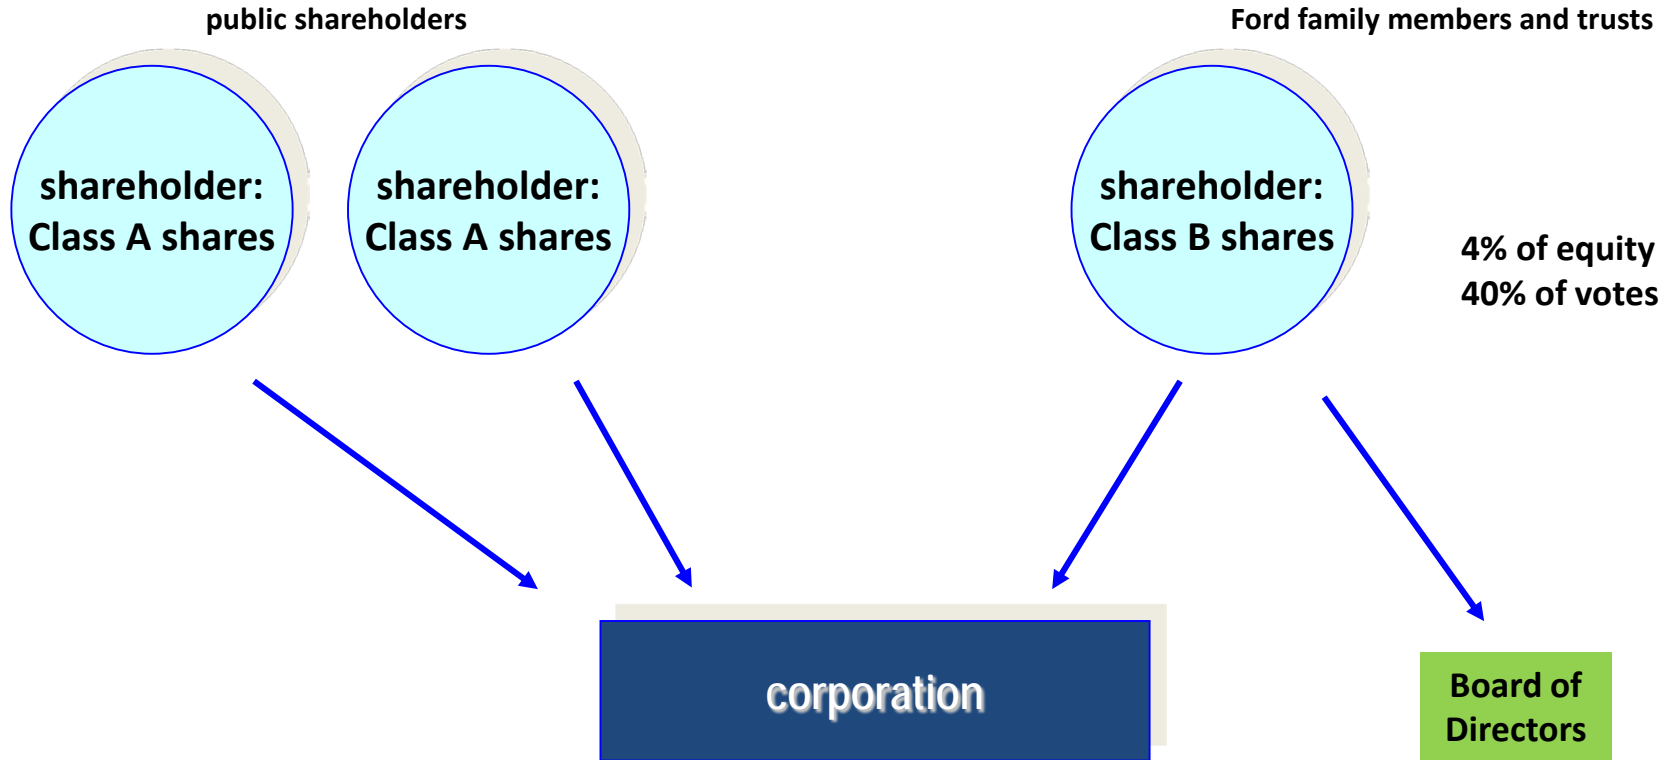 public shareholders
Ford family members and trusts
shareholder:
Class A shares
shareholder:
Class A shares
shareholder:
Class B shares
4% of equity
40% of votes
corporation
Board of
Directors